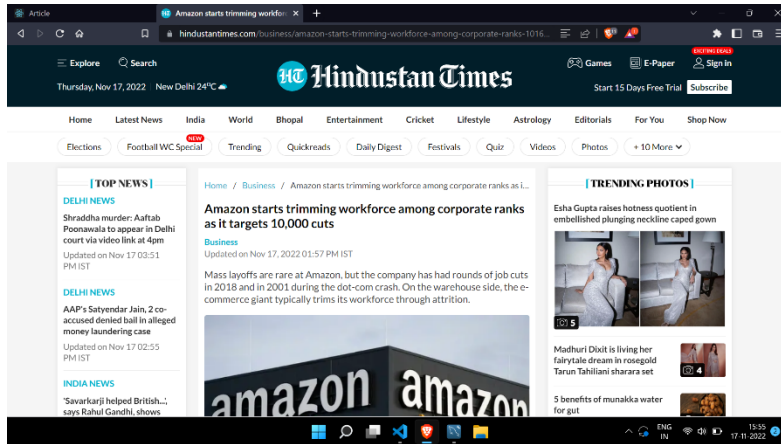 Article
Amazon starts trimming workforc
hindustantimes.com/business/amazon-starts-trimming-workforce-among-corporate-ranks-1016...
EXCITING DEALS
Explore
Search
HT Hindustan Times
Games
E-Paper
Sign in
Thursday, Nov 17, 2022
New Delhi 24°C
Start 15 Days Free Trial
Subscribe
Home
Latest News
India
World
Bhopal
Entertainment
Cricket
Lifestyle
Astrology
Editorials
For You
Shop Now
NEW
Elections
Football WC Special
Trending
Quickreads
Daily Digest
Festivals
Quiz
Videos
Photos
+ 10 More
[ TOP NEWS ]
DELHI NEWS
Shraddha murder: Aaftab
Poonawala to appear in Delhi
court via video link at 4pm
Updated on Nov 17 03:51
PM IST
DELHI NEWS
AAP's Satyendar Jain, 2 co-
accused denied bail in alleged
money laundering case
Updated on Nov 17 02:55
PM IST
INDIA NEWS
'Savarkarji helped British...',
says Rahul Gandhi, shows
Home / Business / Amazon starts trimming workforce among corporate ranks as i...
Amazon starts trimming workforce among corporate ranks
as it targets 10,000 cuts
Business
Updated on Nov 17, 2022 01:57 PM IST
Mass layoffs are rare at Amazon, but the company has had rounds of job cuts
in 2018 and in 2001 during the dot-com crash. On the warehouse side, the e-
commerce giant typically trims its workforce through attrition.
amazon amazon
[ TRENDING PHOTOS ]
Esha Gupta raises hotness quotient in
embellished plunging neckline caped gown
5
Madhuri Dixit is living her
fairytale dream in rosegold
Tarun Tahiliani sharara set
4
5 benefits of munakka water
for gut
ENG
IN
15:55
17-11-2022